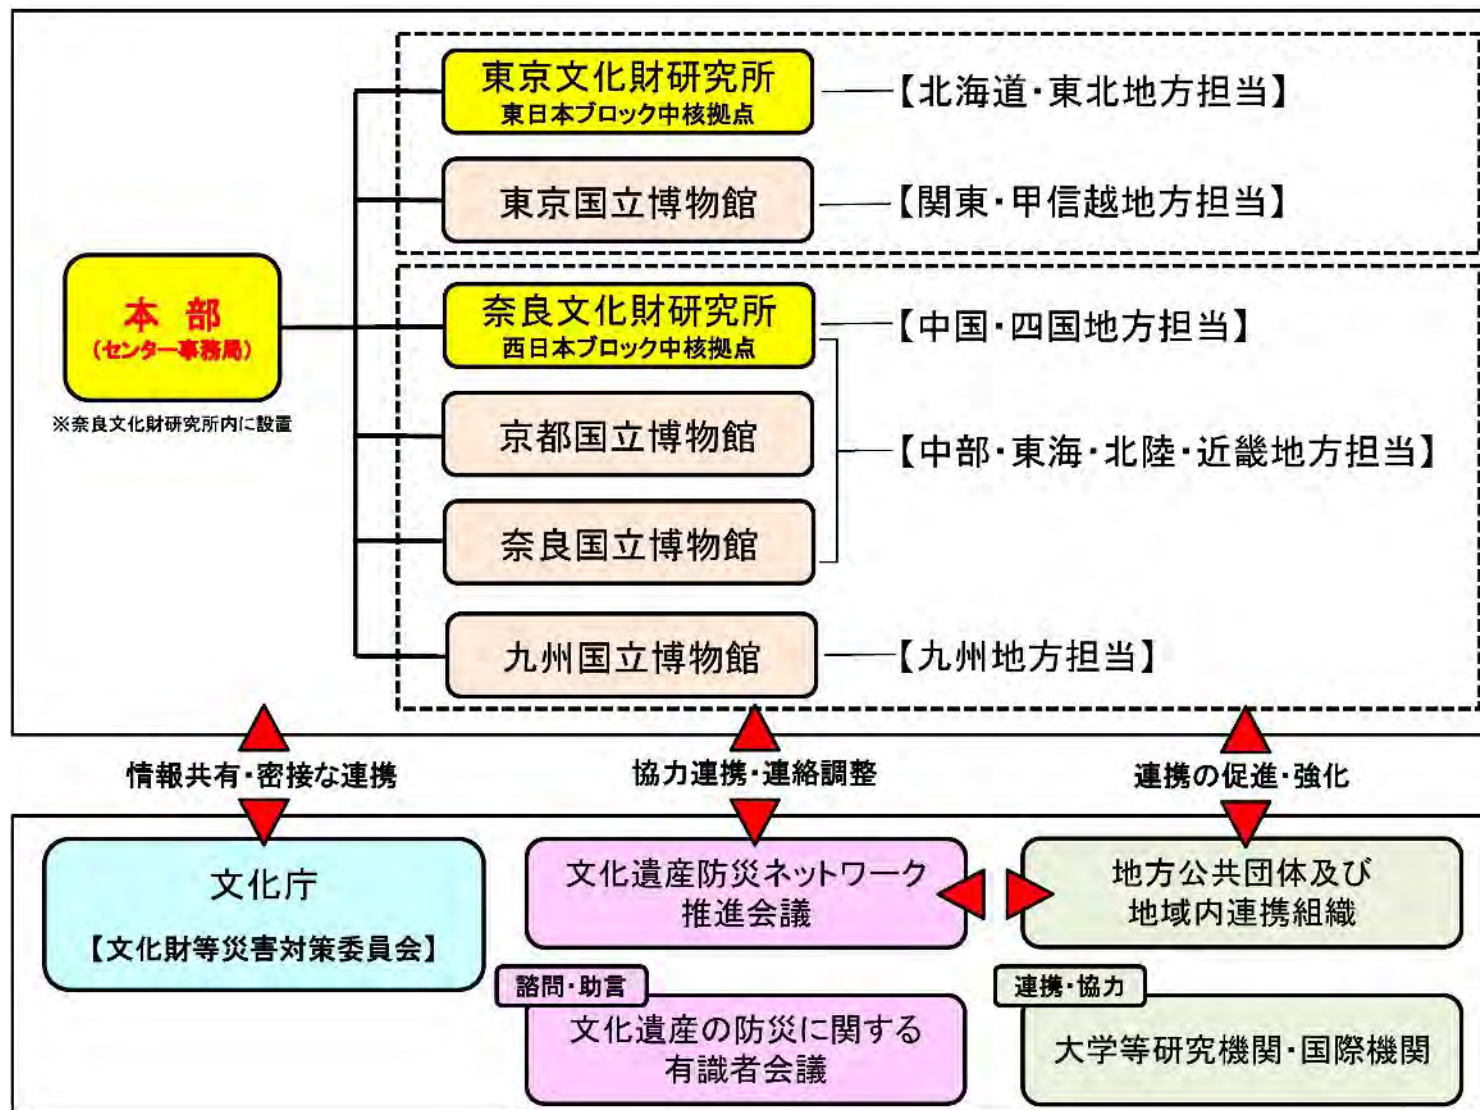 東京文化財研究所
東日本ブロック中核拠点
【北海道・東北地方担当】
東京国立博物館
【関東・甲信越地方担当】
本 部
(センター事務局)
※奈良文化財研究所内に設置
奈良文化財研究所
西日本ブロック中核拠点
【中国・四国地方担当】
京都国立博物館
【中部・東海・北陸・近畿地方担当】
奈良国立博物館
九州国立博物館
【九州地方担当】
情報共有・密接な連携
協力連携・連絡調整
連携の促進・強化
文化庁
【文化財等災害対策委員会】
文化遺産防災ネットワーク
推進会議
地方公共団体及び
地域内連携組織
諮問・助言
文化遺産の防災に関する
有識者会議
連携・協力
大学等研究機関・国際機関